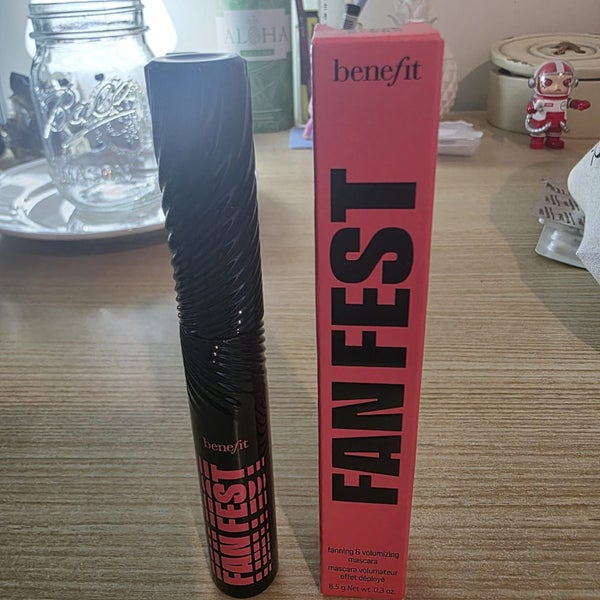 Ball
MASON
ALOHA
benefit
FAN FEST
benefit
FAN FEST
fanning & volumizing
mascara
mascara volumateur
effet déployé
8.5 g Net wt. 0.3 oz.